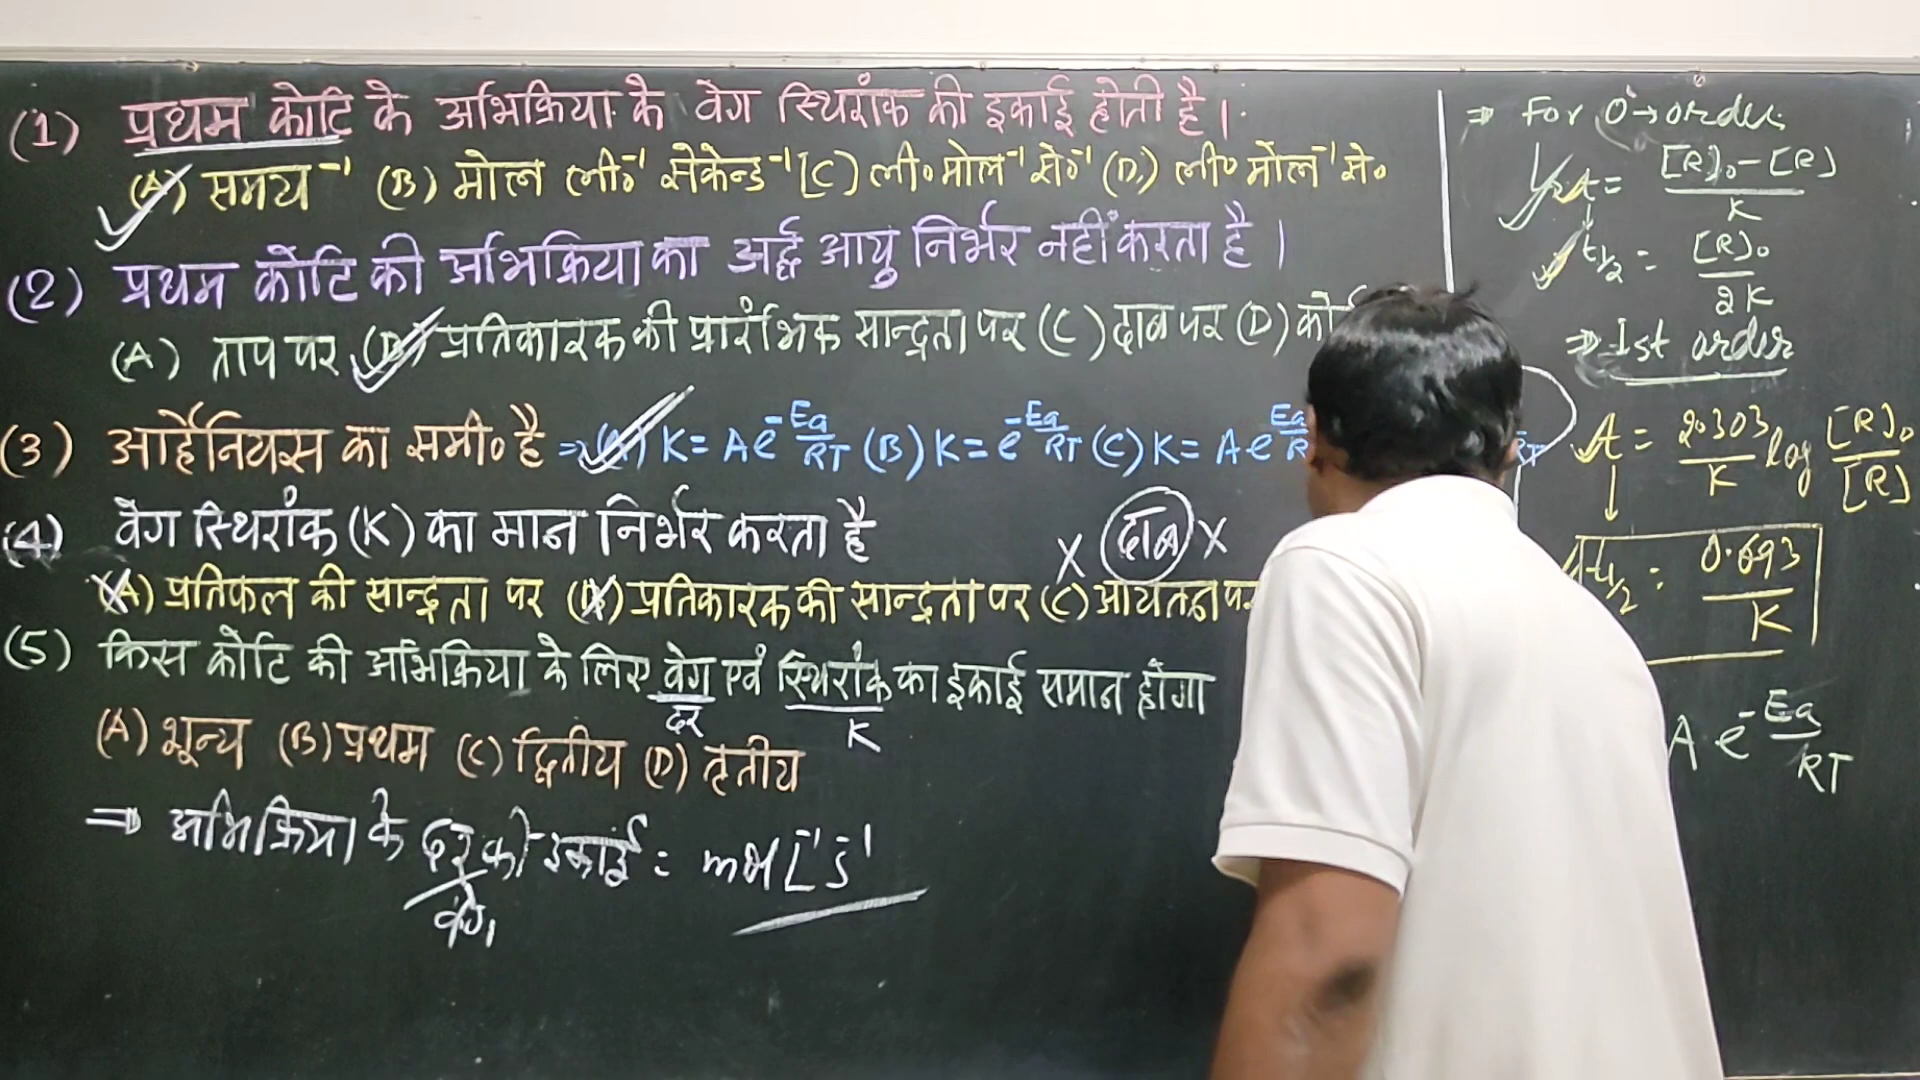 (1) प्रथम कोटि के अभिक्रिया के वेग स्थिरांक की इकाई होती है।
(A) समय⁻¹ (B) मोल ली०⁻¹ सेकेन्ड⁻¹ (C) ली० मोल⁻¹ से०⁻¹ (D) ली० मोल⁻¹ से०
(2) प्रथम कोटि की अभिक्रिया का अर्द्ध आयु निर्भर नहीं करता है।
(A) ताप पर (B) प्रतिकारक की प्रारंभिक सान्द्रता पर (C) दाब पर (D)
(3) आर्हेनियस का समी० है ⇒ (A) K = A e^-Ea/RT (B) K = e^-Ea/RT (C) K = A e^Ea/R
RT
(4) वेग स्थिरांक (K) का मान निर्भर करता है
X दाब X
(A) प्रतिफल की सान्द्रता पर (B) प्रतिकारक की सान्द्रता पर (C) आयतन पर
(5) किस कोटि की अभिक्रिया के लिए वेग एवं स्थिरांक का इकाई समान होगा
दर K
(A) शून्य (B) प्रथम (C) द्वितीय (D) तृतीय
⇒ अभिक्रिया के दर की इकाई = mol L⁻¹ s⁻¹
वेग
⇒ For 0 → order
t = [R]₀ - [R] / K
t½ = [R]₀ / 2K
⇒ 1st order
t = 2.303 / K log [R]₀ / [R]
t½ = 0.693 / K
A e^-Ea/RT